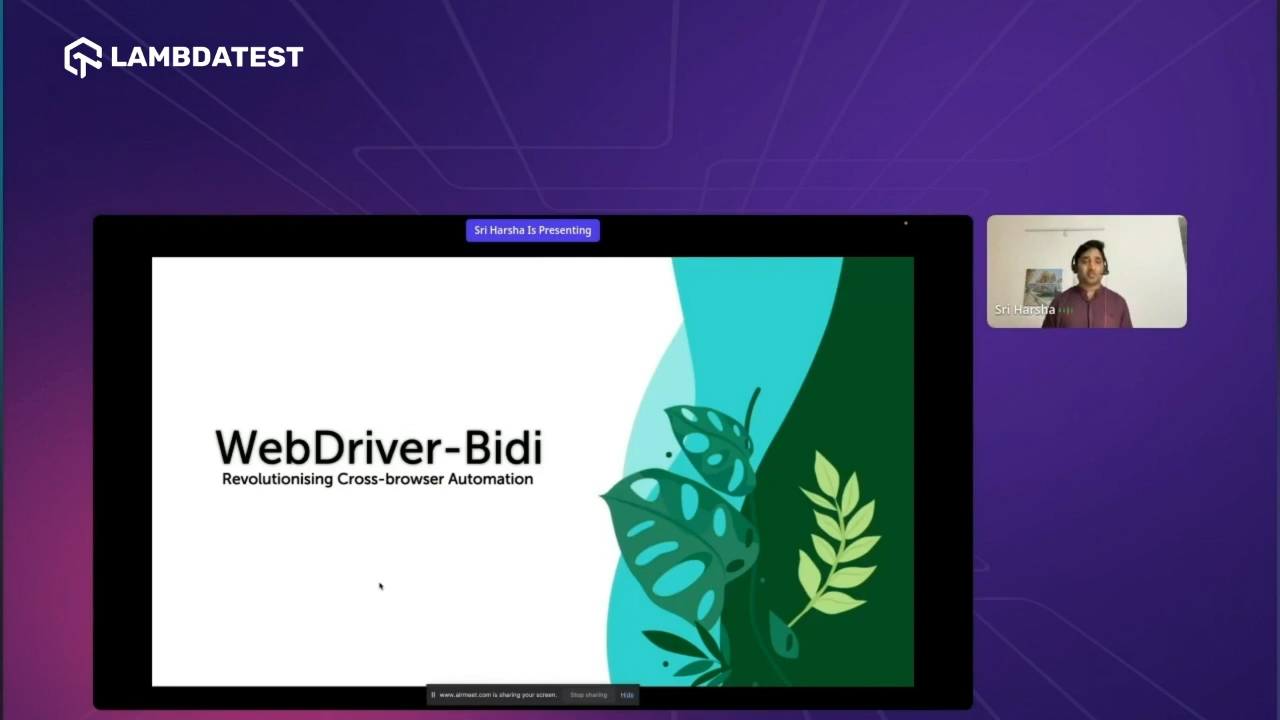 LAMBDATEST
Sri Harsha Is Presenting
Sri Harsha
WebDriver-Bidi
Revolutionising Cross-browser Automation
www.airmeet.com is sharing your screen. Stop sharing Hide